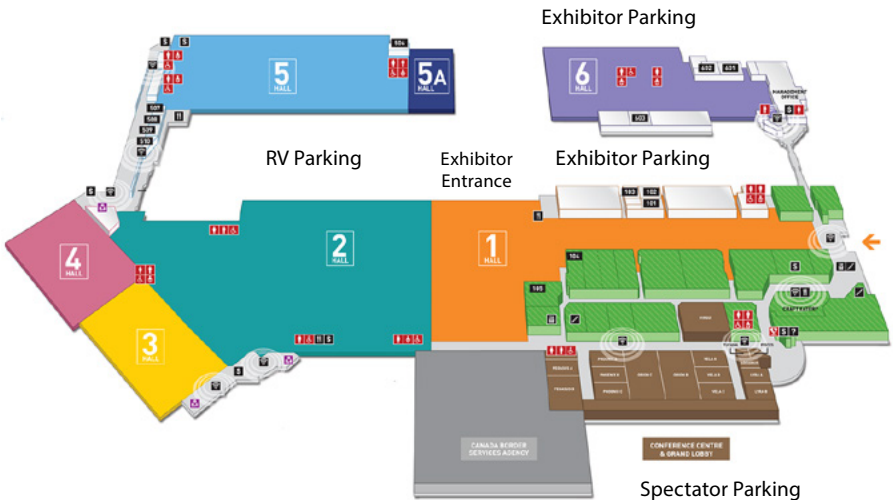 Exhibitor Parking
5
HALL
504
5A
HALL
6
HALL
602
601
MANAGEMENT
OFFICE
603
507
508
509
510
RV Parking
Exhibitor
Entrance
Exhibitor Parking
103
102
101
4
HALL
2
HALL
1
HALL
104
105
3
HALL
CANADA BORDER
SERVICES AGENCY
CONFERENCE CENTRE
& GRAND LOBBY
Spectator Parking